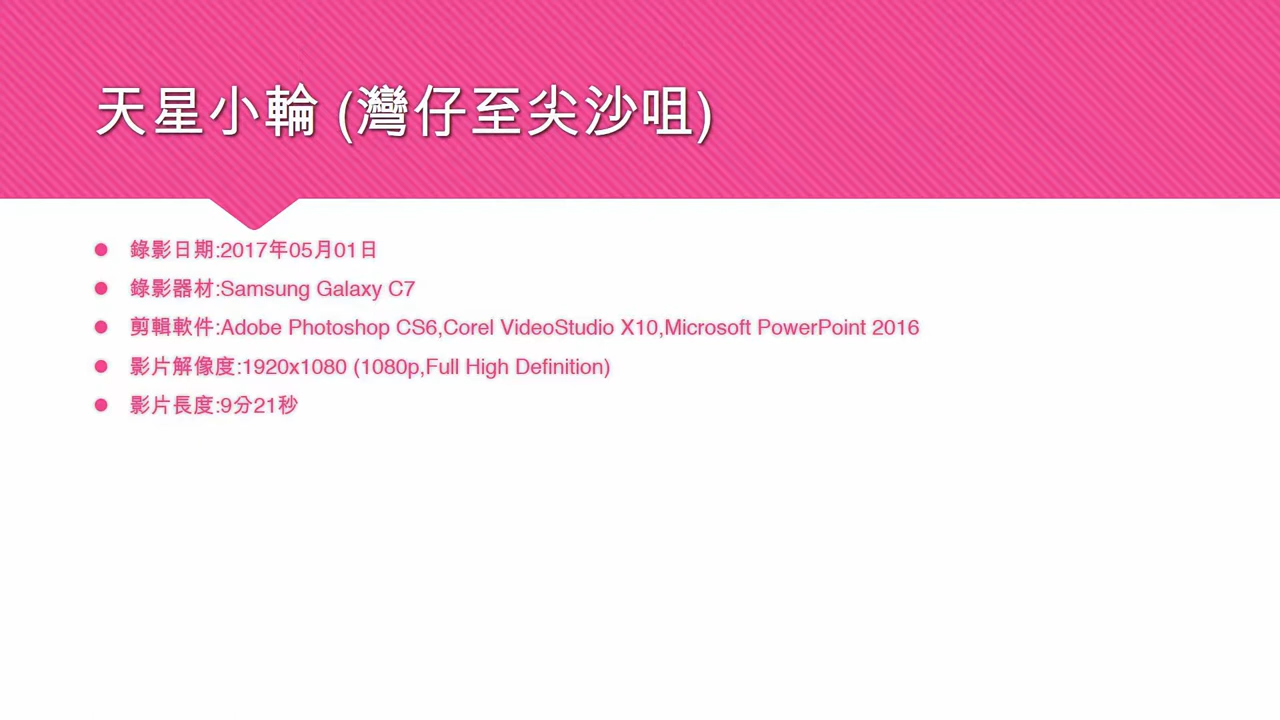 天星小輪 (灣仔至尖沙咀)
錄影日期:2017年05月01日
錄影器材:Samsung Galaxy C7
剪輯軟件:Adobe Photoshop CS6,Corel VideoStudio X10,Microsoft PowerPoint 2016
影片解像度:1920x1080 (1080p,Full High Definition)
影片長度:9分21秒